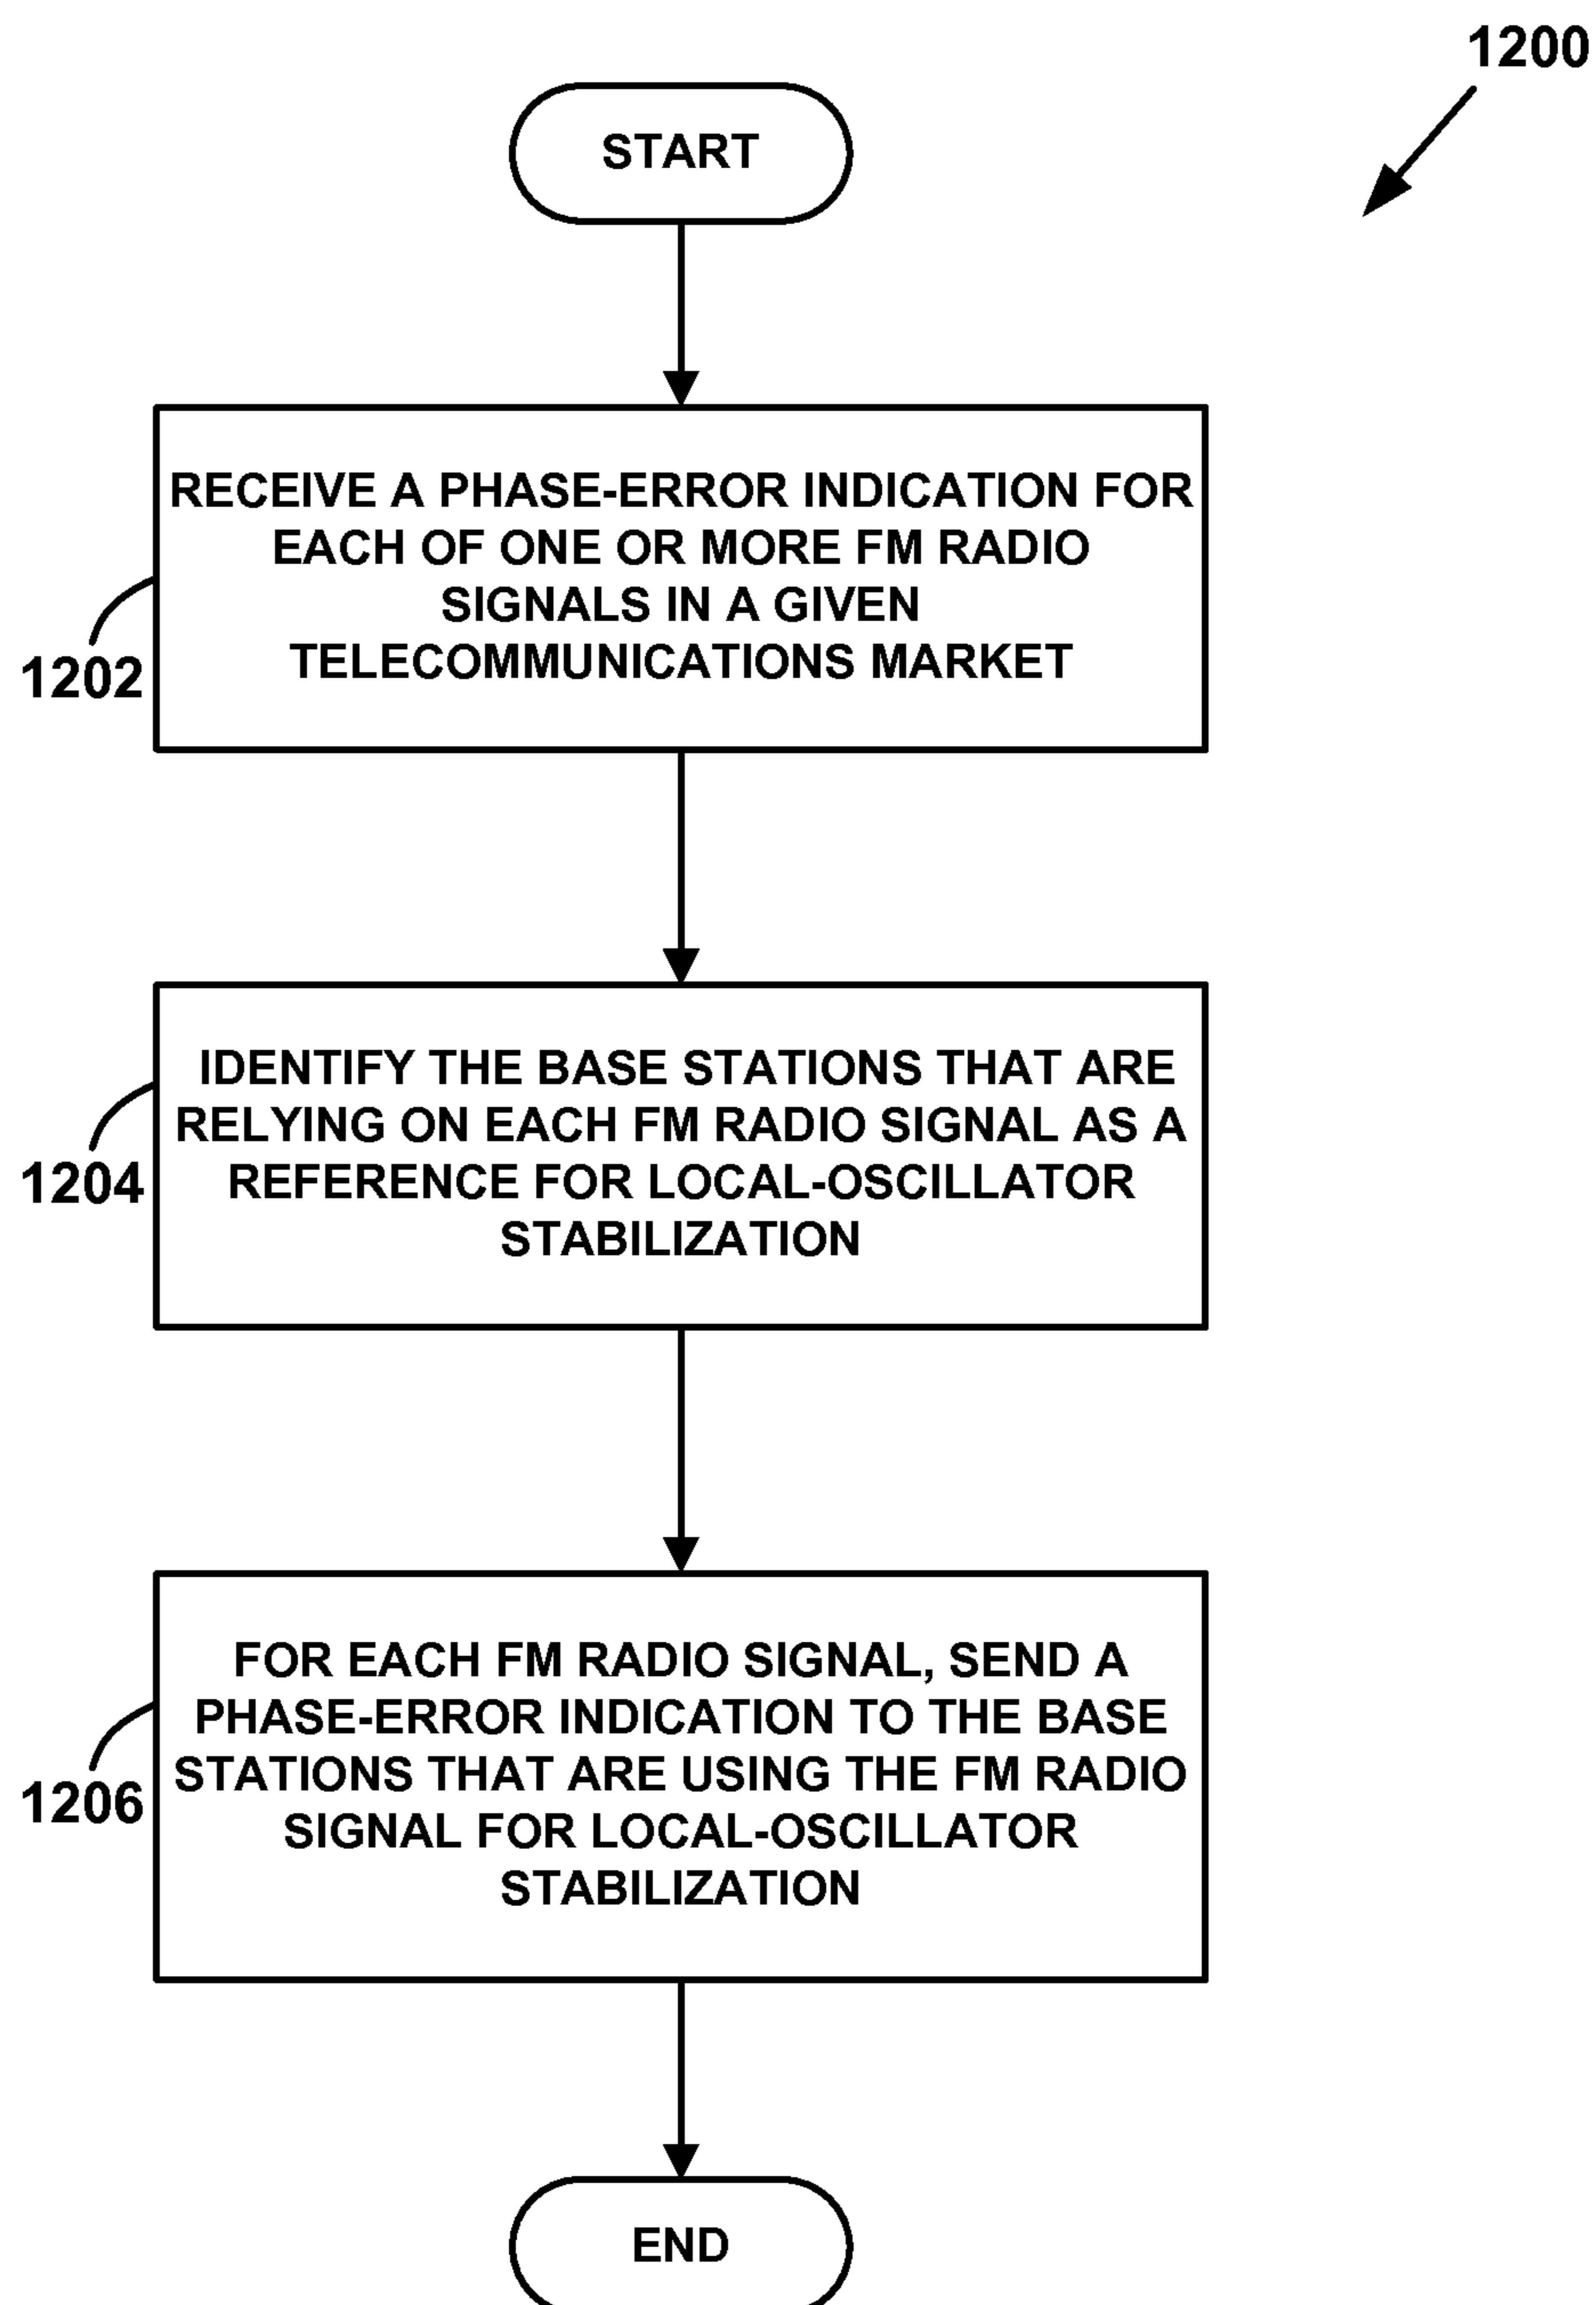 1200
START
RECEIVE A PHASE-ERROR INDICATION FOR
EACH OF ONE OR MORE FM RADIO
SIGNALS IN A GIVEN
TELECOMMUNICATIONS MARKET
1202
IDENTIFY THE BASE STATIONS THAT ARE
RELYING ON EACH FM RADIO SIGNAL AS A
REFERENCE FOR LOCAL-OSCILLATOR
STABILIZATION
1204
FOR EACH FM RADIO SIGNAL, SEND A
PHASE-ERROR INDICATION TO THE BASE
STATIONS THAT ARE USING THE FM RADIO
SIGNAL FOR LOCAL-OSCILLATOR
STABILIZATION
1206
END